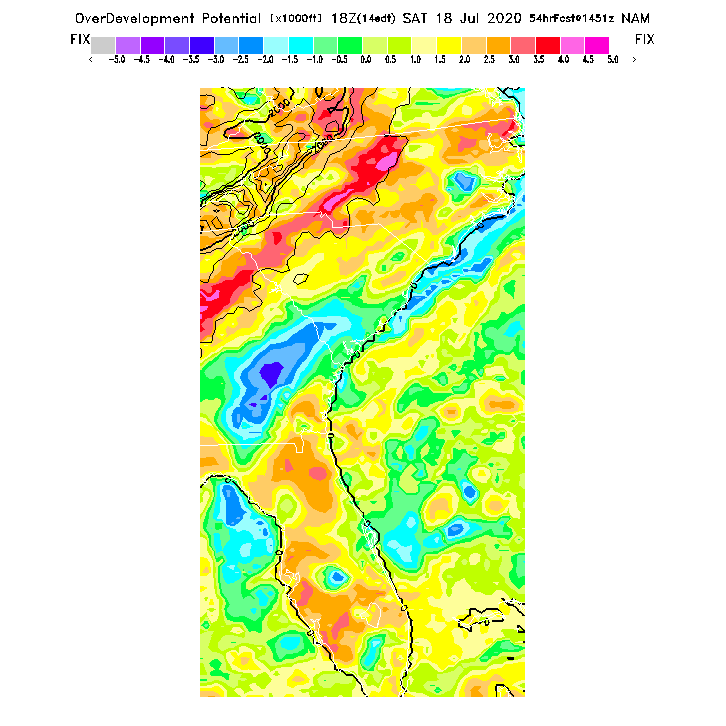 OverDevelopment Potential [x1000ft] 18Z(14edt) SAT 18 Jul 2020 54hrFcst@1451z NAM
FIX FIX
< -5.0 -4.5 -4.0 -3.5 -3.0 -2.5 -2.0 -1.5 -1.0 -0.5 0.0 0.5 1.0 1.5 2.0 2.5 3.0 3.5 4.0 4.5 5.0 >
2000
2000